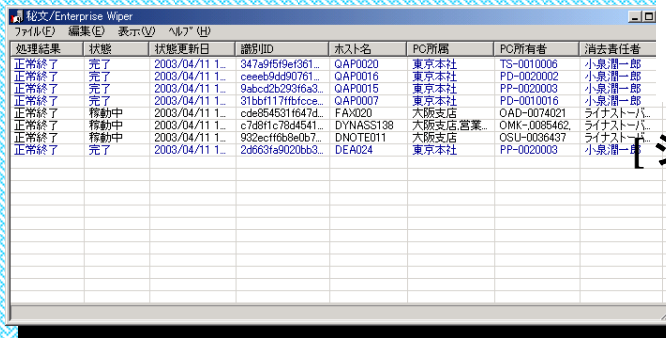 秘文/Enterprise Wiper
ファイル(F) 編集(E) 表示(V) ヘルプ(H)
処理結果 状態 状態更新日 識別ID ホスト名 PC所属 PC所有者 消去責任者
正常終了 完了 2003/04/11 1... 347a9f5f9ef361... QAP0020 東京本社 TS-0010006 小泉潤一郎
正常終了 完了 2003/04/11 1... ceeeb9dd90761... QAP0016 東京本社 PD-0020002 小泉潤一郎
正常終了 完了 2003/04/11 1... 9abcd2b293f6a3... QAP0015 東京本社 PP-0020003 小泉潤一郎
正常終了 完了 2003/04/11 1... 31bbf117ffbfcce... QAP0007 東京本社 PD-0010016 小泉潤一郎
正常終了 稼動中 2003/04/11 1... cde854531f647d... FAX020 大阪支店 OAD-0074021 ライナストーバ...
正常終了 稼動中 2003/04/11 1... c7d8f1c78d4541... DYNASS138 大阪支店,営業... OMK-,0085462, ライナストーバ...
正常終了 稼動中 2003/04/11 1... 932ecff6b8e0b7... DNOTE011 大阪支店 OSU-0036437 ライナストーバ...
正常終了 完了 2003/04/11 1... 2d663fa9020bb3... DEA024 東京本社 PP-0020003 小泉潤一郎
[